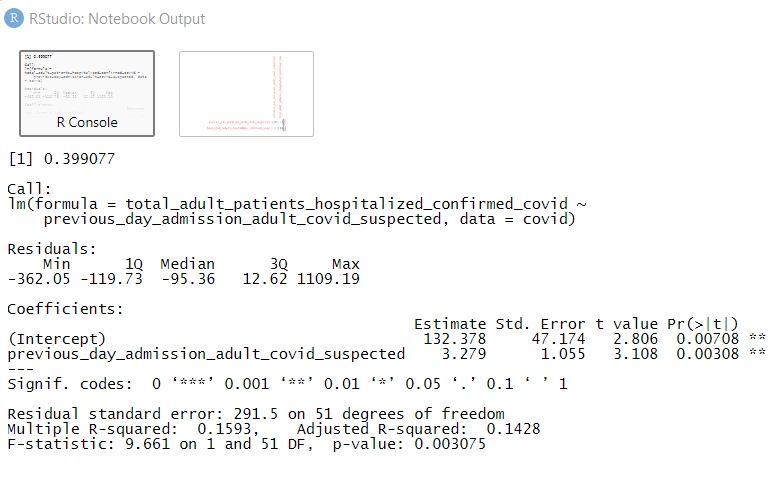 R RStudio: Notebook Output
R Console
[1] 0.399077
Call:
lm(formula = total_adult_patients_hospitalized_confirmed_covid ~
previous_day_admission_adult_covid_suspected, data = covid)
Residuals:
Min 1Q Median 3Q Max
-362.05 -119.73 -95.36 12.62 1109.19
Coefficients:
Estimate Std. Error t value Pr(>|t|)
(Intercept) 132.378 47.174 2.806 0.00708 **
previous_day_admission_adult_covid_suspected 3.279 1.055 3.108 0.00308 **
---
Signif. codes: 0 ‘***’ 0.001 ‘**’ 0.01 ‘*’ 0.05 ‘.’ 0.1 ‘ ’ 1
Residual standard error: 291.5 on 51 degrees of freedom
Multiple R-squared: 0.1593, Adjusted R-squared: 0.1428
F-statistic: 9.661 on 1 and 51 DF, p-value: 0.003075